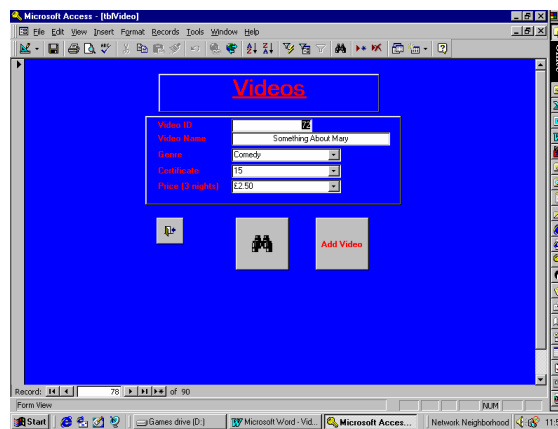 Microsoft Access - [tblVideo]
File Edit View Insert Format Records Tools Window Help
Videos
Video ID 72
Video Name Something About Mary
Genre Comedy
Certificate 15
Price (3 nights) £2.50
Add Video
Record: 78 of 90
Form View NUM
Start Games drive (D:) Microsoft Word - Vid... Microsoft Acces... Network Neighborhood